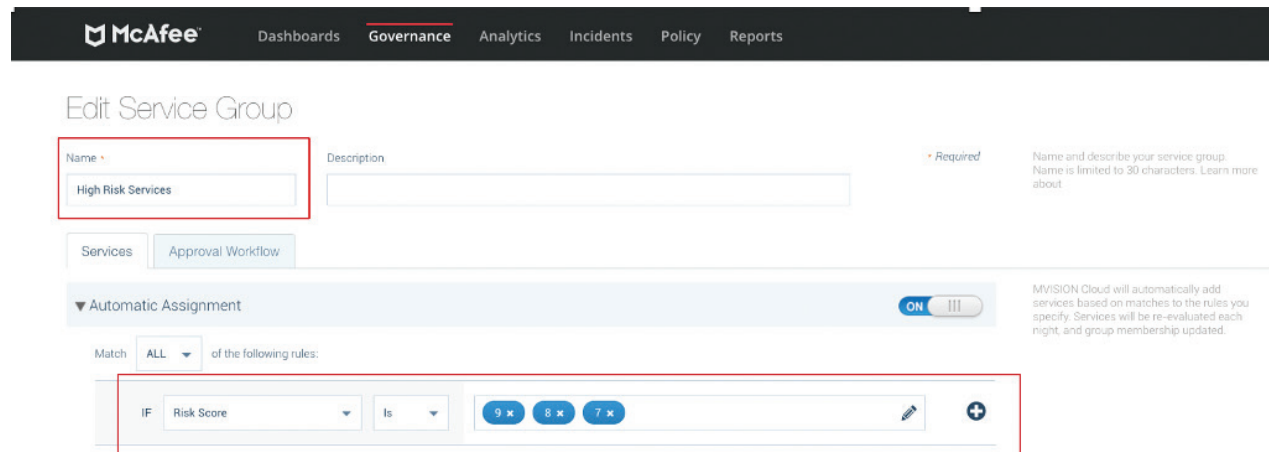 McAfee™ Dashboards Governance Analytics Incidents Policy Reports
Edit Service Group
Name •
Description
• Required
High Risk Services
Name and describe your service group.
Name is limited to 30 characters. Learn more
about
Services Approval Workflow
Automatic Assignment
ON
MVISION Cloud will automatically add
services based on matches to the rules you
specify. Services will be re-evaluated each
night, and group membership updated.
Match ALL of the following rules:
IF Risk Score Is 9 x 8 x 7 x